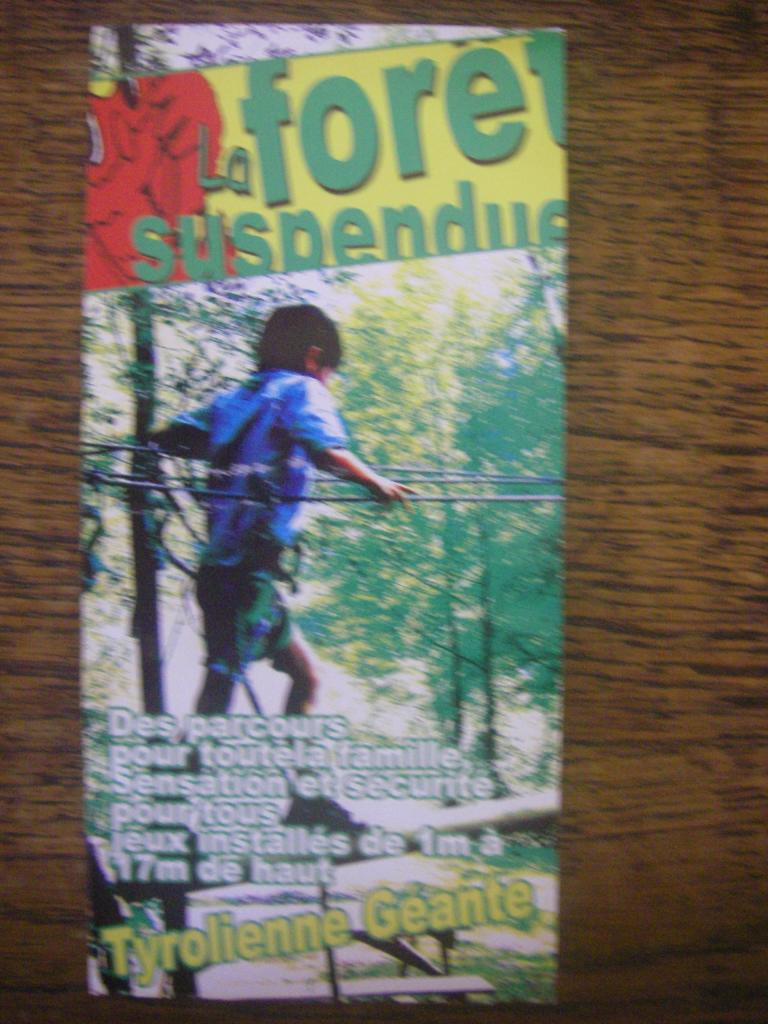 La forêt
suspendue
Des parcours
pour toute la famille,
Sensation et sécurité
pour tous
jeux installés de 1m à
17m de haut
Tyrolienne Géante